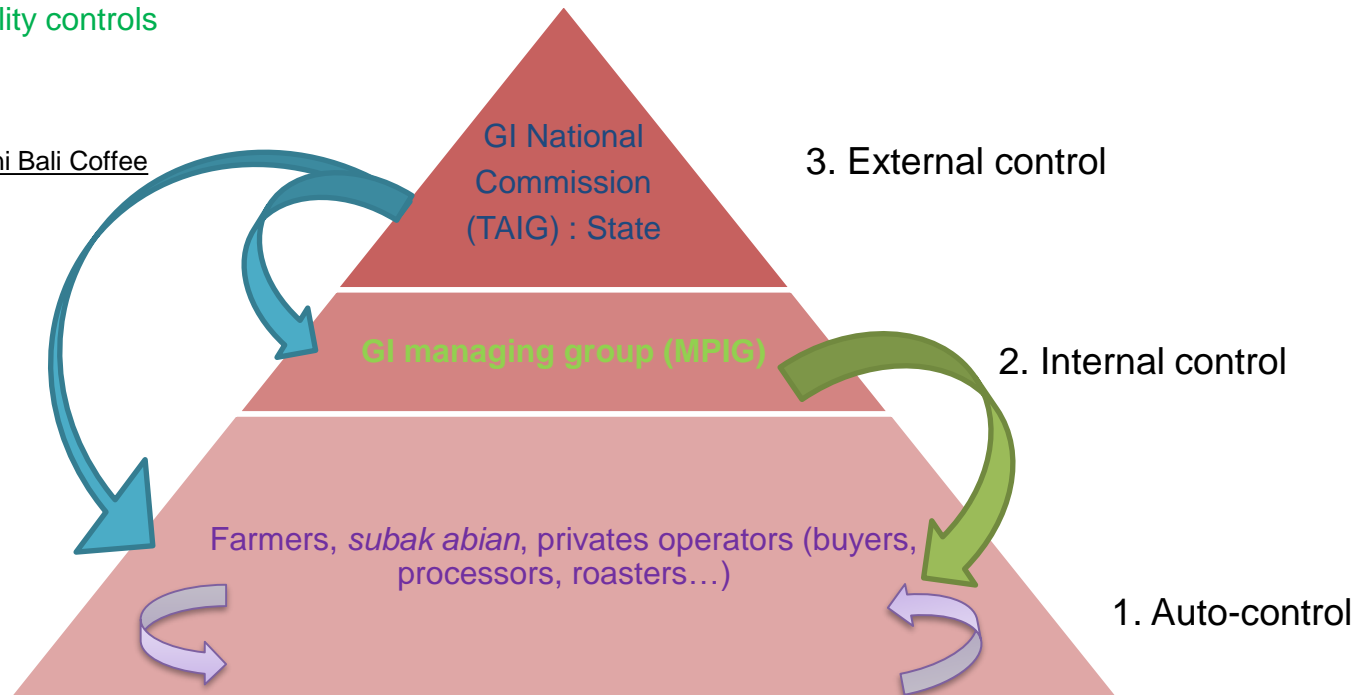 lity controls
ni Bali Coffee
GI National
Commission
(TAIG) : State
3. External control
GI managing group (MPIG)
2. Internal control
Farmers, subak abian, privates operators (buyers,
processors, roasters…)
1. Auto-control